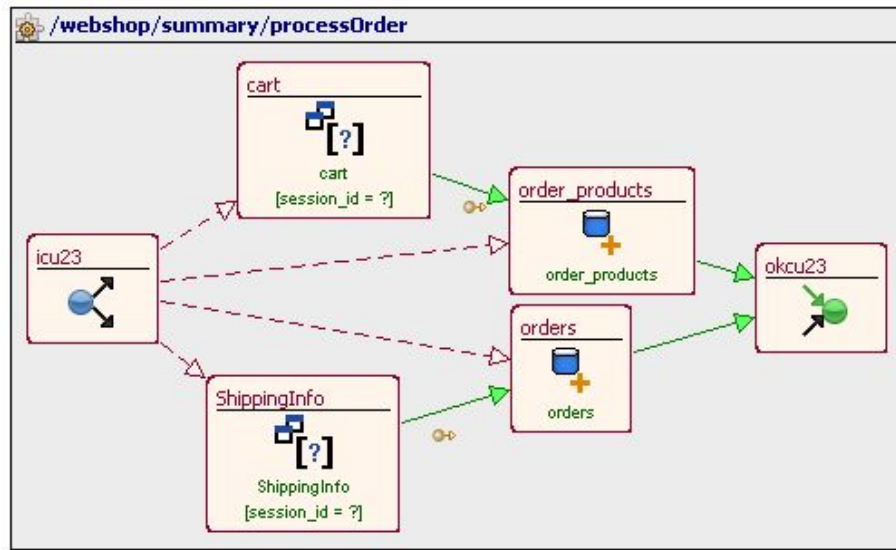 /webshop/summary/processOrder
cart
[?]
cart
[session_id = ?]
order_products
order_products
icu23
okcu23
orders
orders
ShippingInfo
[?]
ShippingInfo
[session_id = ?]